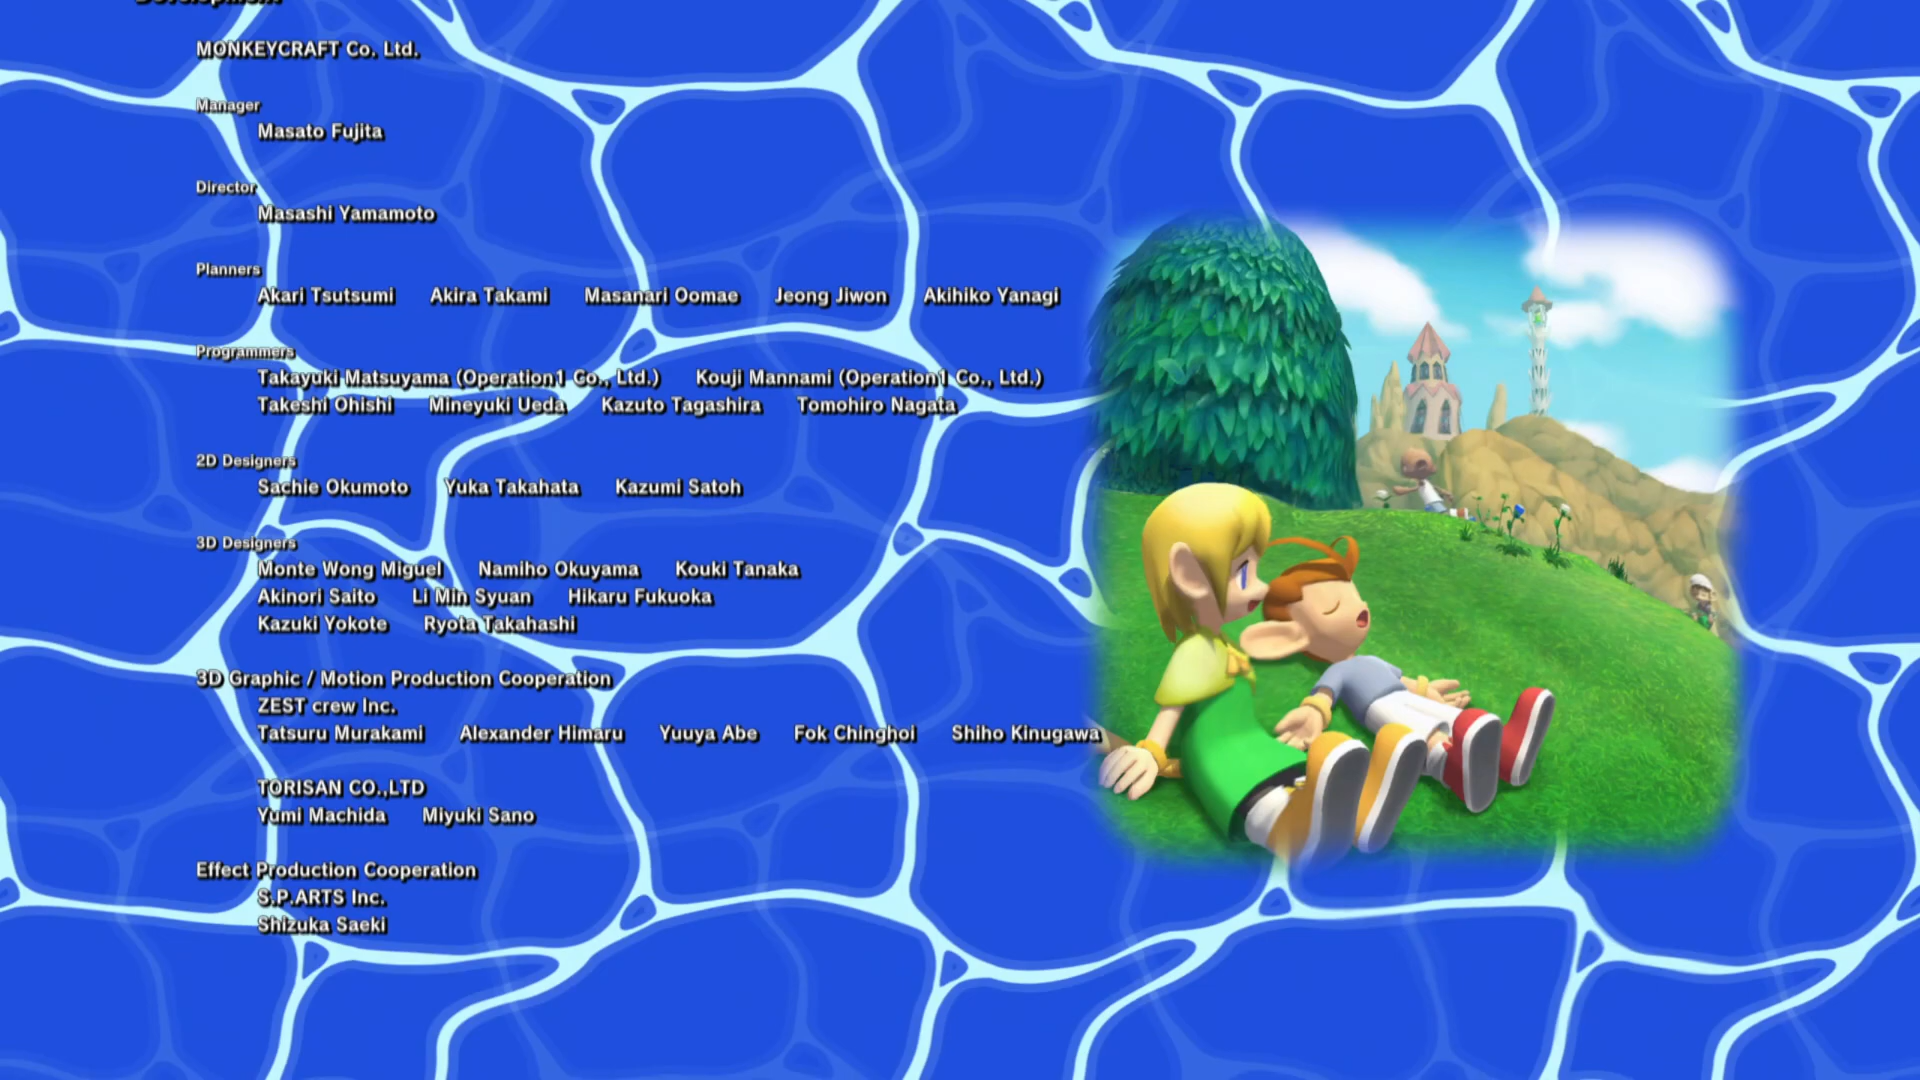 Development
MONKEYCRAFT Co. Ltd.
Manager
Masato Fujita
Director
Masashi Yamamoto
Planners
Akari Tsutsumi Akira Takami Masanari Oomae Jeong Jiwon Akihiko Yanagi
Programmers
Takayuki Matsuyama (Operation1 Co., Ltd.) Kouji Mannami (Operation1 Co., Ltd.)
Takeshi Ohishi Mineyuki Ueda Kazuto Tagashira Tomohiro Nagata
2D Designers
Sachie Okumoto Yuka Takahata Kazumi Satoh
3D Designers
Monte Wong Miguel Namiho Okuyama Kouki Tanaka
Akinori Saito Li Min Syuan Hikaru Fukuoka
Kazuki Yokote Ryota Takahashi
3D Graphic / Motion Production Cooperation
ZEST crew Inc.
Tatsuru Murakami Alexander Himaru Yuuya Abe Fok Chinghoi Shiho Kinugawa
TORISAN CO.,LTD
Yumi Machida Miyuki Sano
Effect Production Cooperation
S.P.ARTS Inc.
Shizuka Saeki